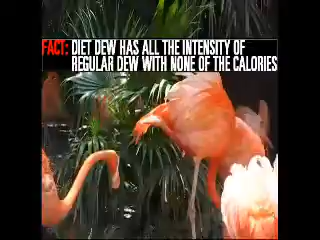 FACT: DIET DEW HAS ALL THE INTENSITY OF
REGULAR DEW WITH NONE OF THE CALORIES